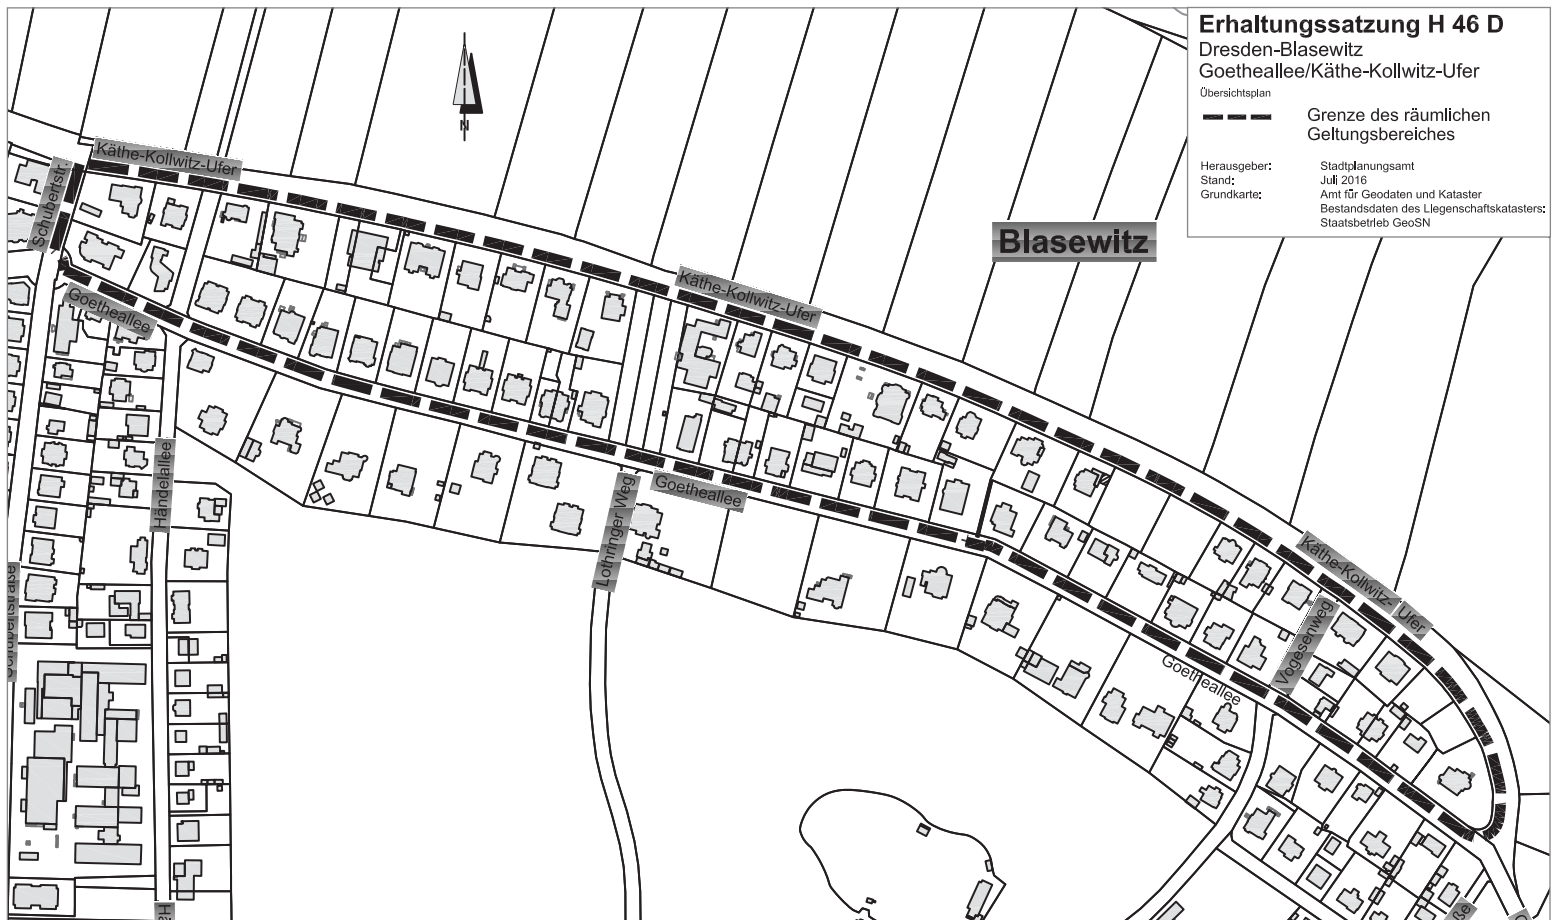 Erhaltungssatzung H 46 D
Dresden-Blasewitz
Goetheallee/Käthe-Kollwitz-Ufer
Übersichtsplan
Grenze des räumlichen
Geltungsbereiches
Herausgeber: Stadtplanungsamt
Stand: Juli 2016
Grundkarte: Amt für Geodaten und Kataster
Bestandsdaten des Liegenschaftskatasters:
Staatsbetrieb GeoSN
N
Käthe-Kollwitz-Ufer
Schubertstr.
Blasewitz
Käthe-Kollwitz-Ufer
Goetheallee
Händelallee
Lothringer Weg
Goetheallee
Käthe-Kollwitz-Ufer
Vogesenweg
Goetheallee